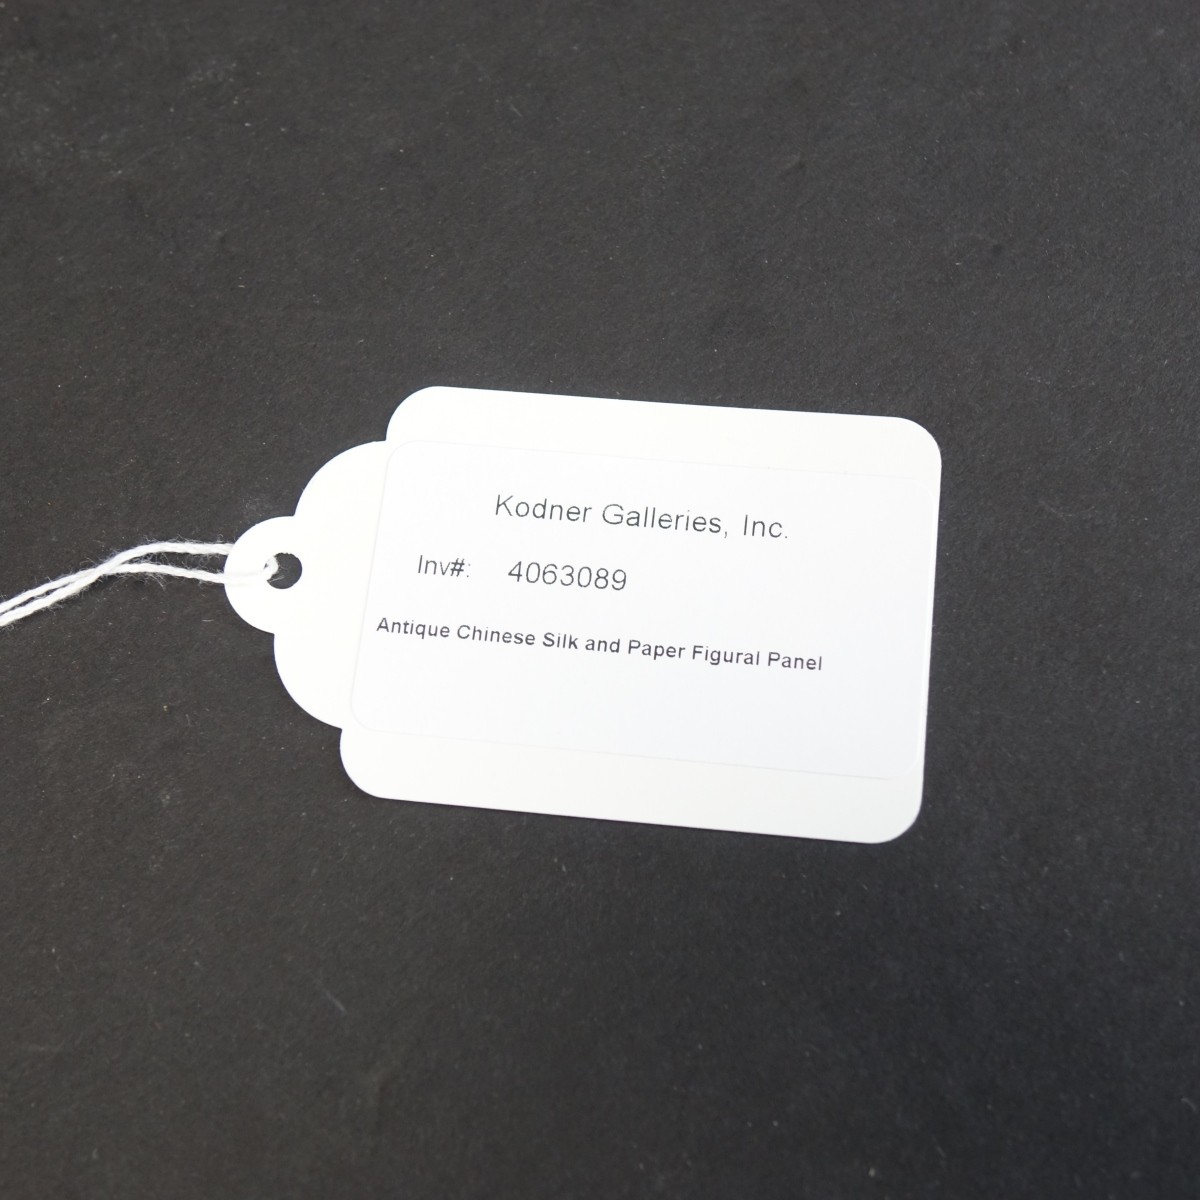 Kodner Galleries, Inc.
Inv#: 4063089
Antique Chinese Silk and Paper Figural Panel